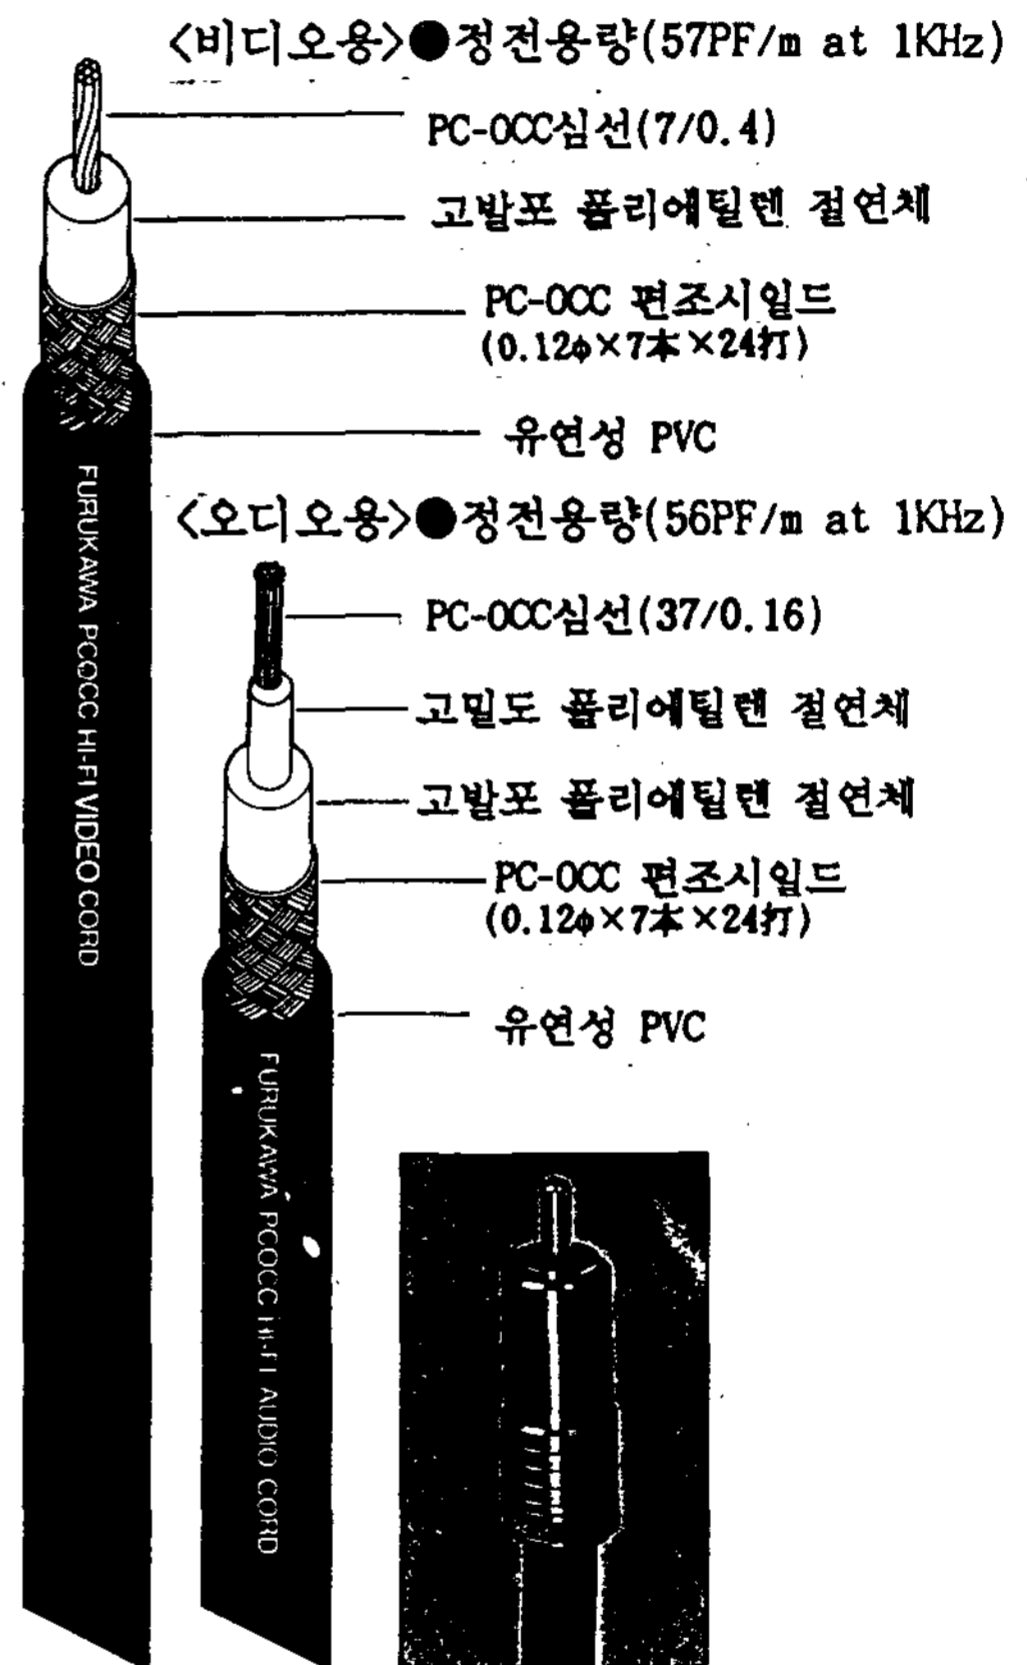 <비디오용>●정전용량(57PF/m at 1KHz)
PC-OCC심선(7/0.4)
고발포 폴리에틸렌 절연체
PC-OCC 편조시일드
(0.12φ×7本×24打)
유연성 PVC
FURUKAWA PCOCC HI-FI VIDEO CORD
<오디오용>●정전용량(56PF/m at 1KHz)
PC-OCC심선(37/0.16)
고밀도 폴리에틸렌 절연체
고발포 폴리에틸렌 절연체
PC-OCC 편조시일드
(0.12φ×7本×24打)
유연성 PVC
FURUKAWA PCOCC HI-FI AUDIO CORD